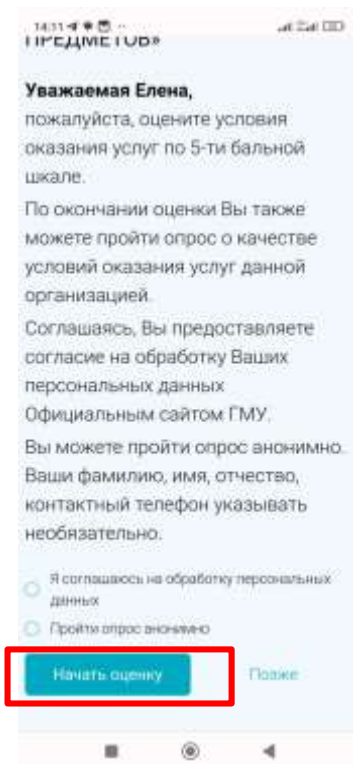 14:11
ПРЕДМЕТОВ»
Уважаемая Елена,
пожалуйста, оцените условия
оказания услуг по 5-ти бальной
шкале.
По окончании оценки Вы также
можете пройти опрос о качестве
условий оказания услуг данной
организацией.
Соглашаясь, Вы предоставляете
согласие на обработку Ваших
персональных данных
Официальным сайтом ГМУ.
Вы можете пройти опрос анонимно.
Ваши фамилию, имя, отчество,
контактный телефон указывать
необязательно.
Я соглашаюсь на обработку персональных
данных
Пройти опрос анонимно
Начать оценку
Позже